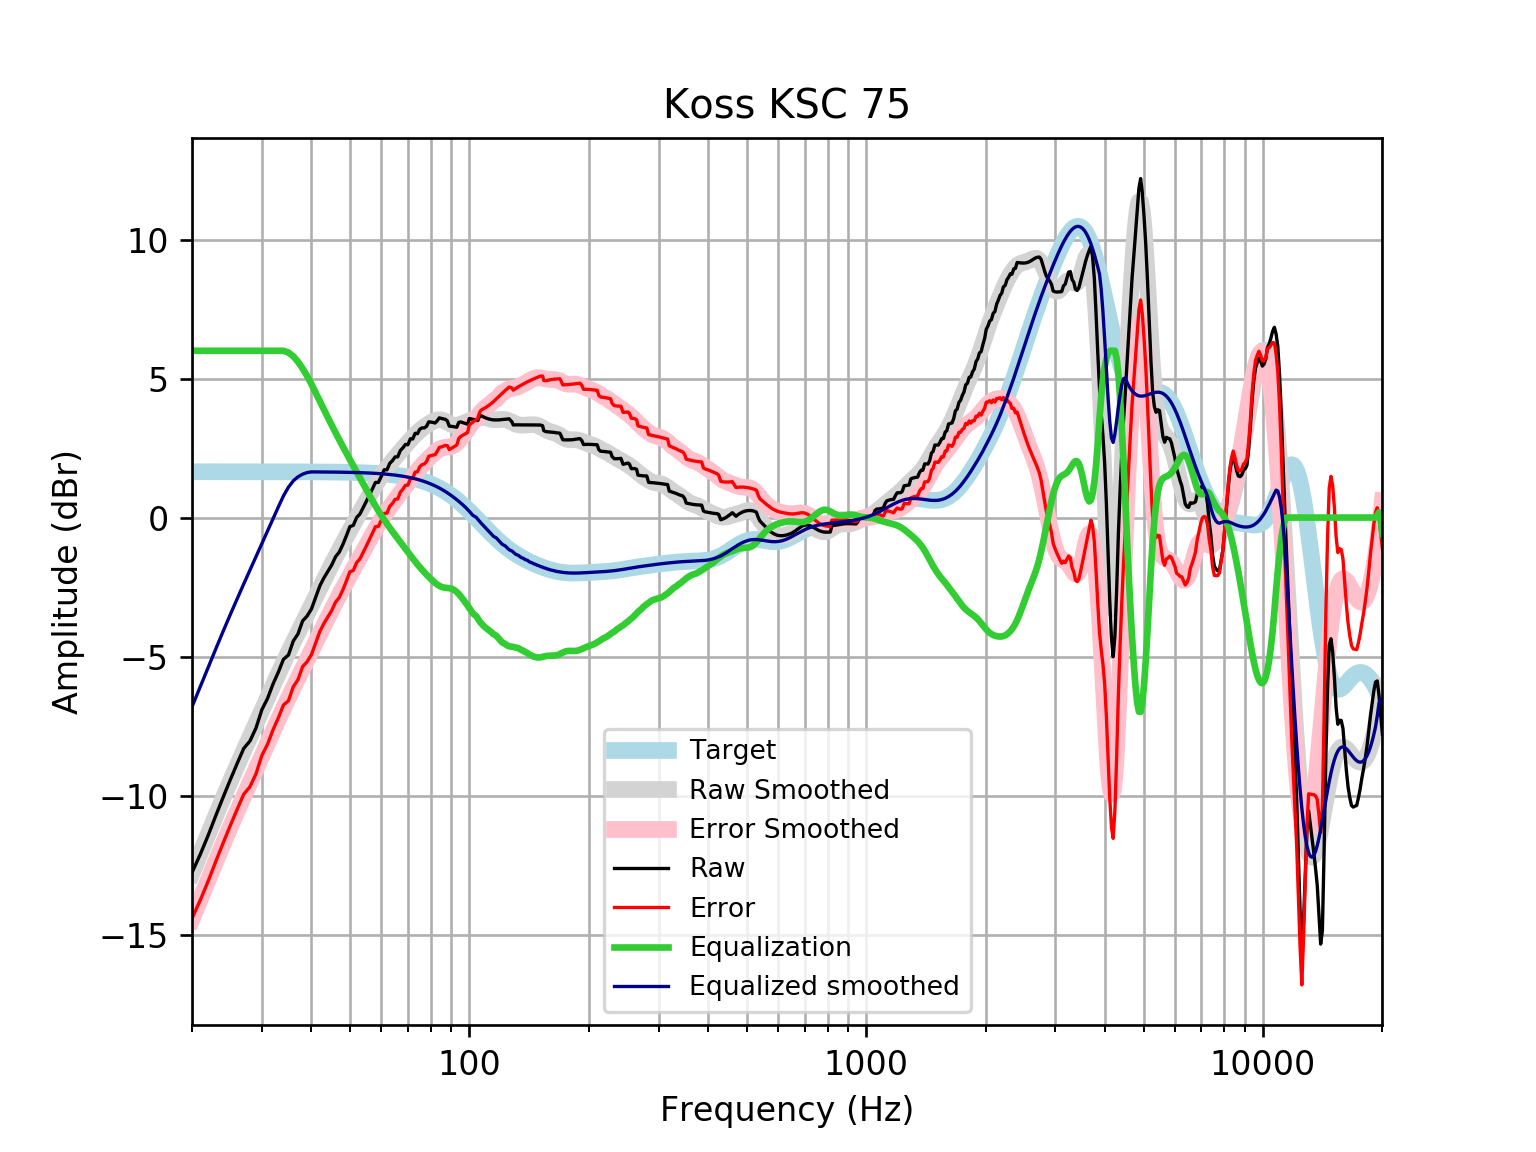 Koss KSC 75
Amplitude (dBr)
10
5
0
−5
−10
−15
Target
Raw Smoothed
Error Smoothed
Raw
Error
Equalization
Equalized smoothed
100
1000
10000
Frequency (Hz)